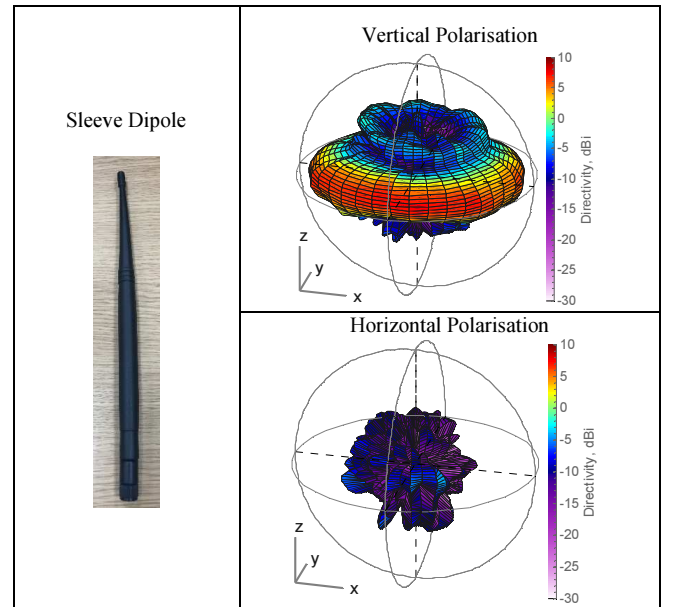 Sleeve Dipole
Vertical Polarisation
10
5
0
-5
-10
-15
-20
-25
-30
Directivity, dBi
z
y
x
Horizontal Polarisation
10
5
0
-5
-10
-15
-20
-25
-30
Directivity, dBi
z
y
x